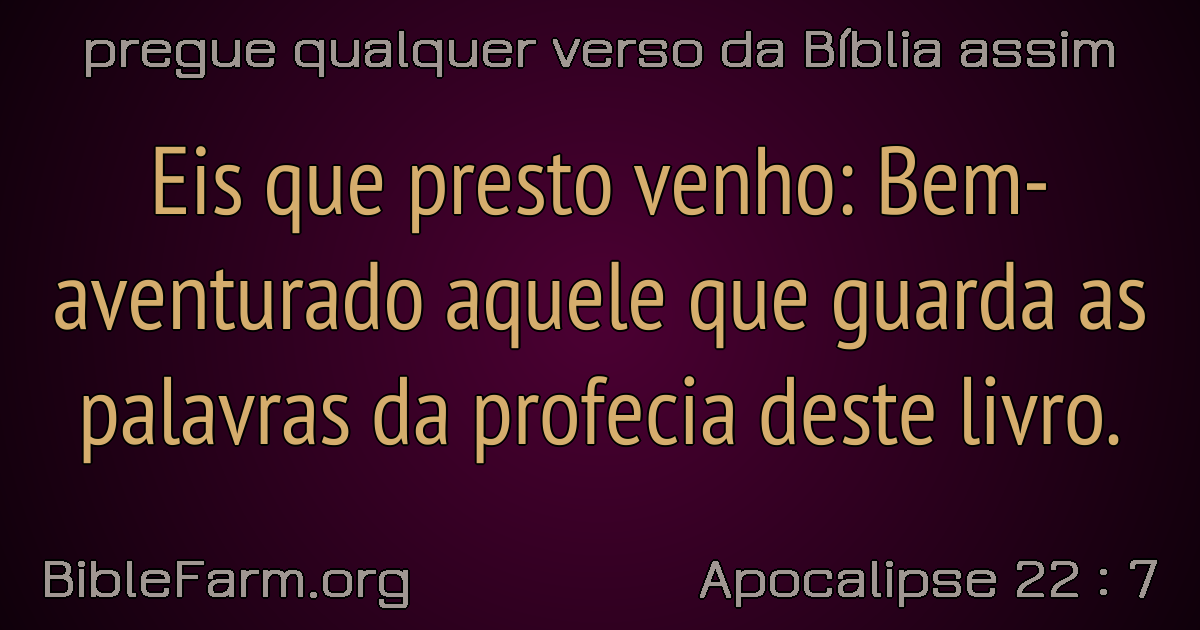 pregue qualquer verso da Bíblia assim
Eis que presto venho: Bem-
aventurado aquele que guarda as
palavras da profecia deste livro.
BibleFarm.org
Apocalipse 22 : 7